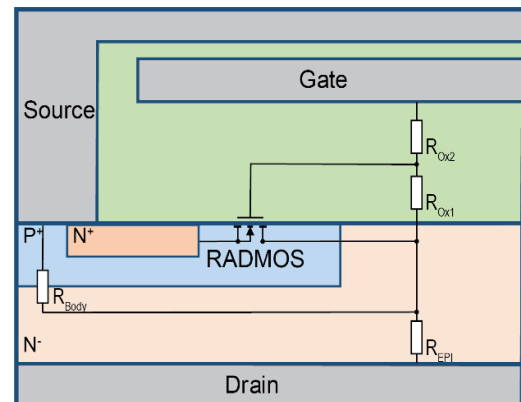 Gate
Source
R_Ox2
R_Ox1
P+
N+
RADMOS
R_Body
N-
R_EPI
Drain